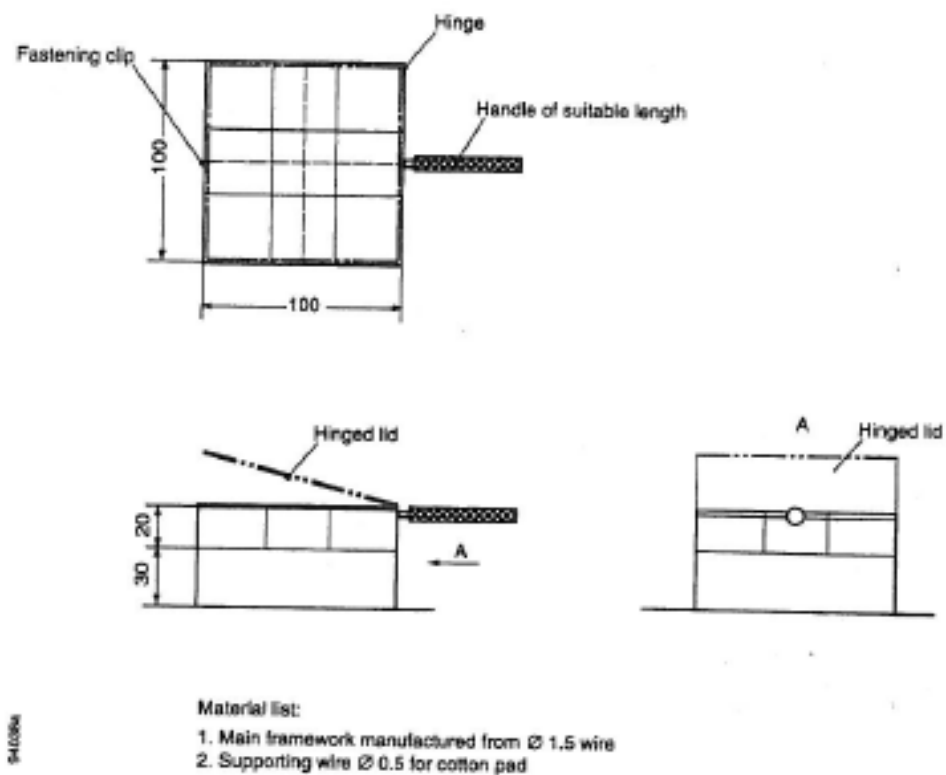 Hinge
Fastening clip
Handle of suitable length
100
100
Hinged lid
A
Hinged lid
20
A
30
Material list:
1. Main framework manufactured from Ø 1.5 wire
2. Supporting wire Ø 0.5 for cotton pad